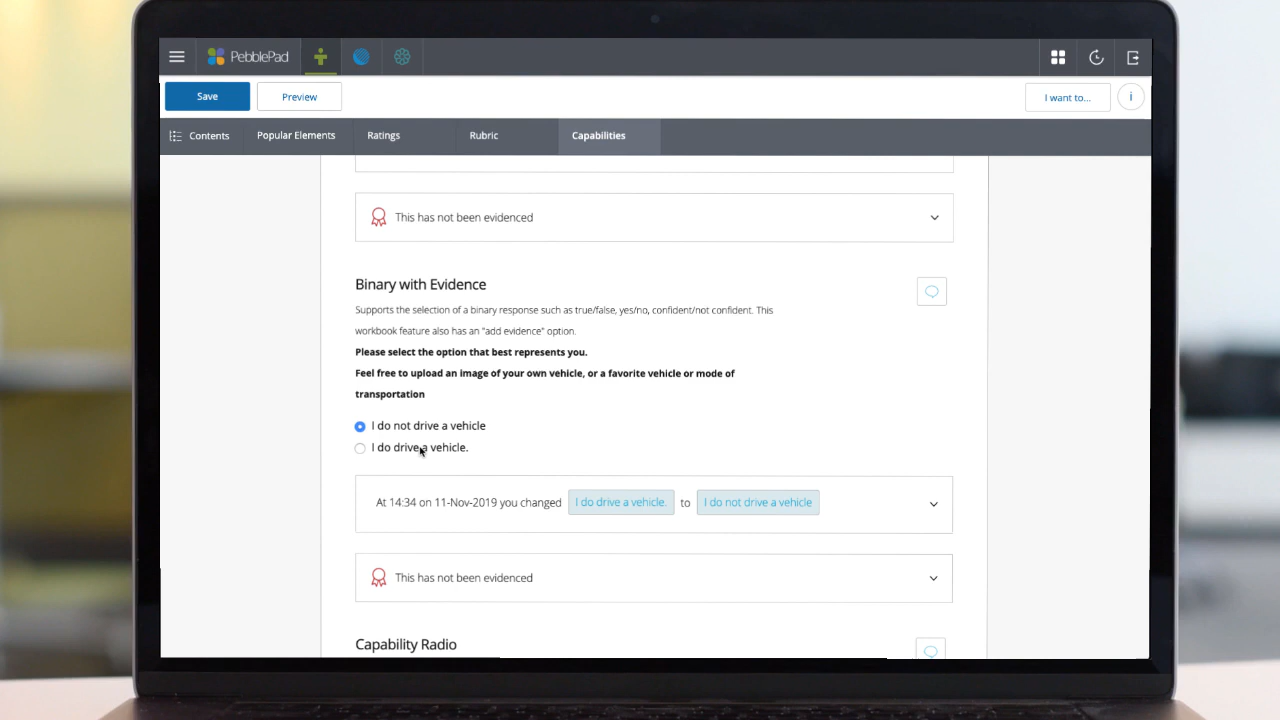 PebblePad
Save
Preview
I want to...
i
Contents
Popular Elements
Ratings
Rubric
Capabilities
This has not been evidenced
Binary with Evidence
Supports the selection of a binary response such as true/false, yes/no, confident/not confident. This
workbook feature also has an "add evidence" option.
Please select the option that best represents you.
Feel free to upload an image of your own vehicle, or a favorite vehicle or mode of
transportation
I do not drive a vehicle
I do drive a vehicle.
At 14:34 on 11-Nov-2019 you changed I do drive a vehicle. to I do not drive a vehicle
This has not been evidenced
Capability Radio